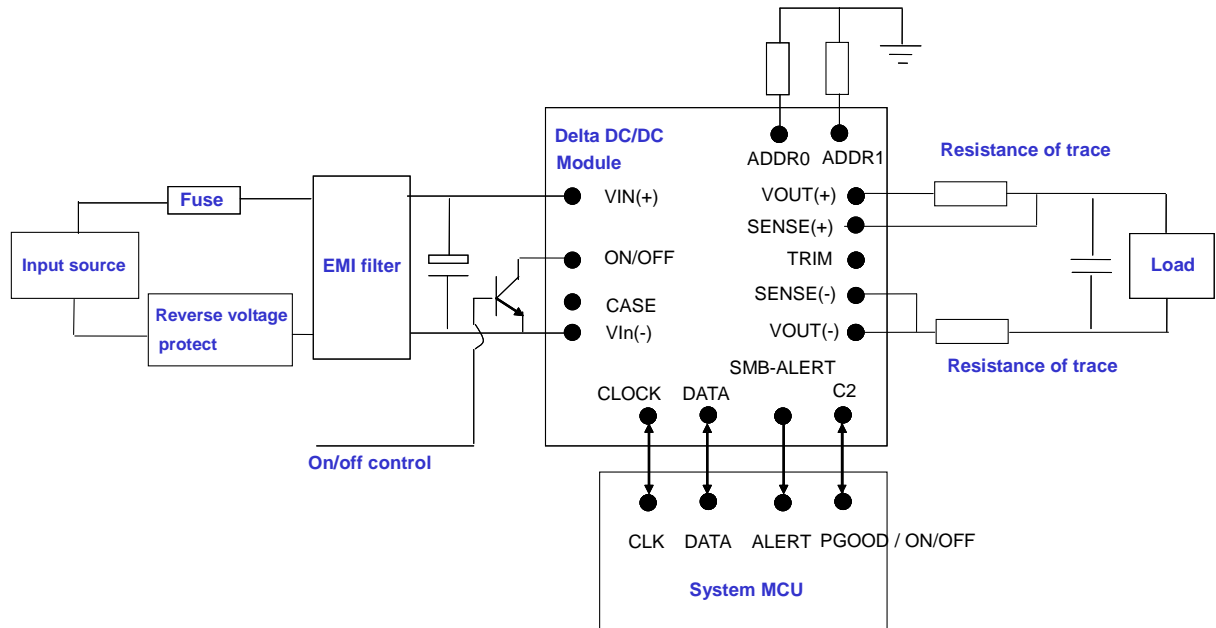 Delta DC/DC
Module
ADDR0
ADDR1
Resistance of trace
Fuse
VIN(+)
VOUT(+)
SENSE(+)
Input source
EMI filter
ON/OFF
TRIM
Load
CASE
SENSE(-)
Reverse voltage
protect
VIn(-)
VOUT(-)
Resistance of trace
SMB-ALERT
CLOCK
DATA
C2
On/off control
CLK
DATA
ALERT
PGOOD / ON/OFF
System MCU